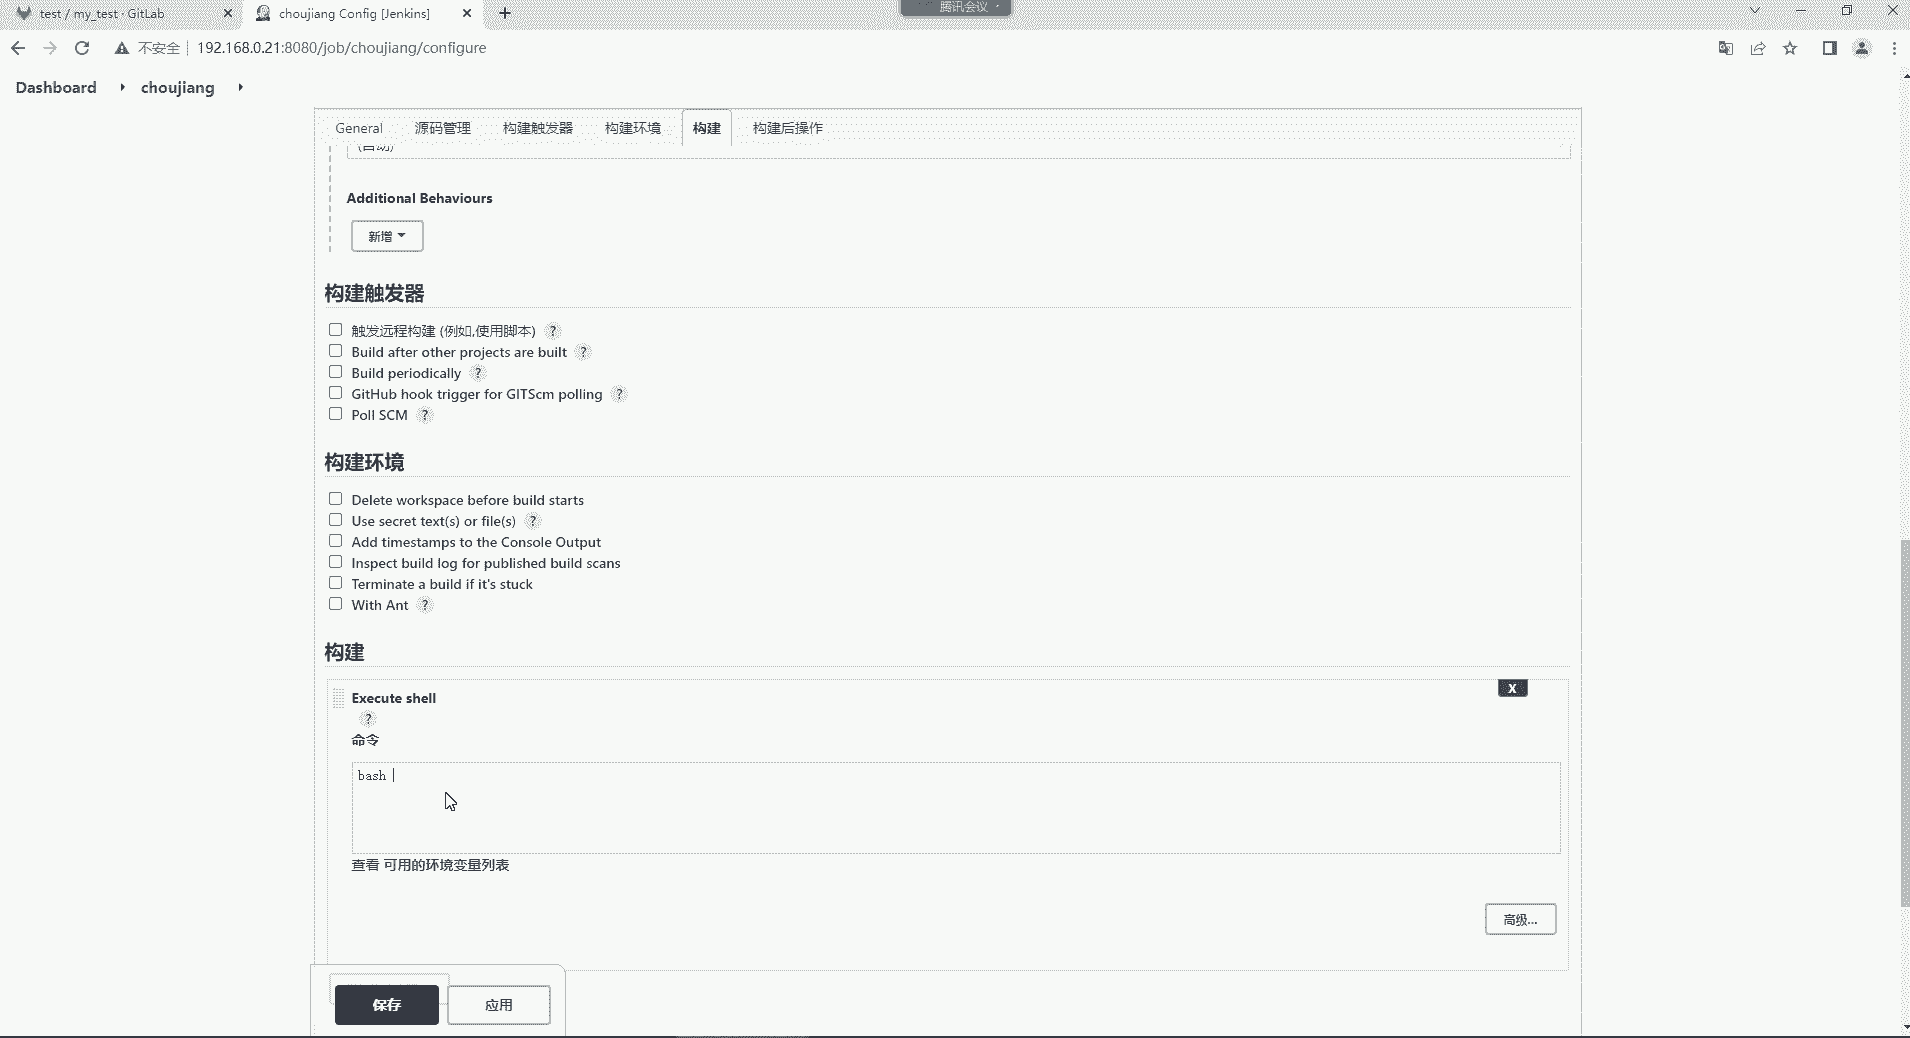 test / my_test · GitLab
choujiang Config [Jenkins]
腾讯会议
不安全
192.168.0.21:8080/job/choujiang/configure
Dashboard
choujiang
General
源码管理
构建触发器
构建环境
构建
构建后操作
(自动)
Additional Behaviours
新增
构建触发器
触发远程构建 (例如,使用脚本) ?
Build after other projects are built ?
Build periodically ?
GitHub hook trigger for GITScm polling ?
Poll SCM ?
构建环境
Delete workspace before build starts
Use secret text(s) or file(s) ?
Add timestamps to the Console Output
Inspect build log for published build scans
Terminate a build if it's stuck
With Ant ?
构建
X
Execute shell
?
命令
bash
查看 可用的环境变量列表
高级...
保存
应用